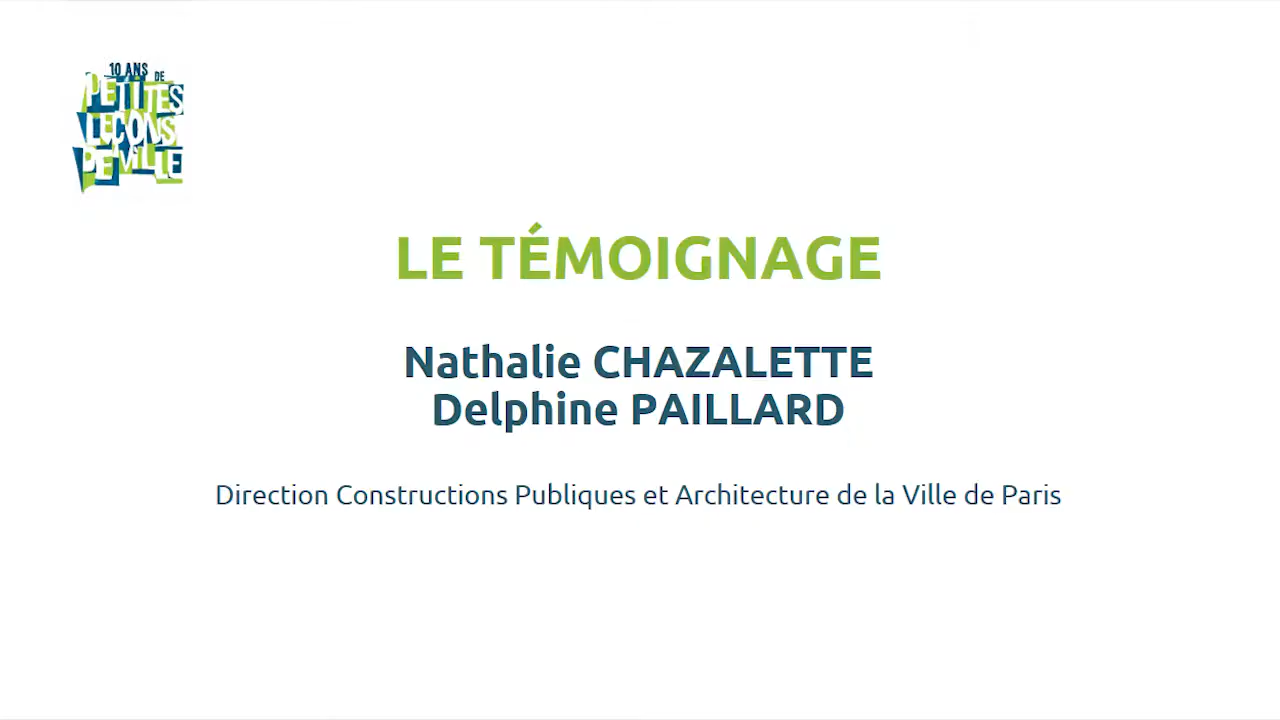 10 ANS DE
PETITES
LEÇONS
DE VILLE
LE TÉMOIGNAGE
Nathalie CHAZALETTE
Delphine PAILLARD
Direction Constructions Publiques et Architecture de la Ville de Paris